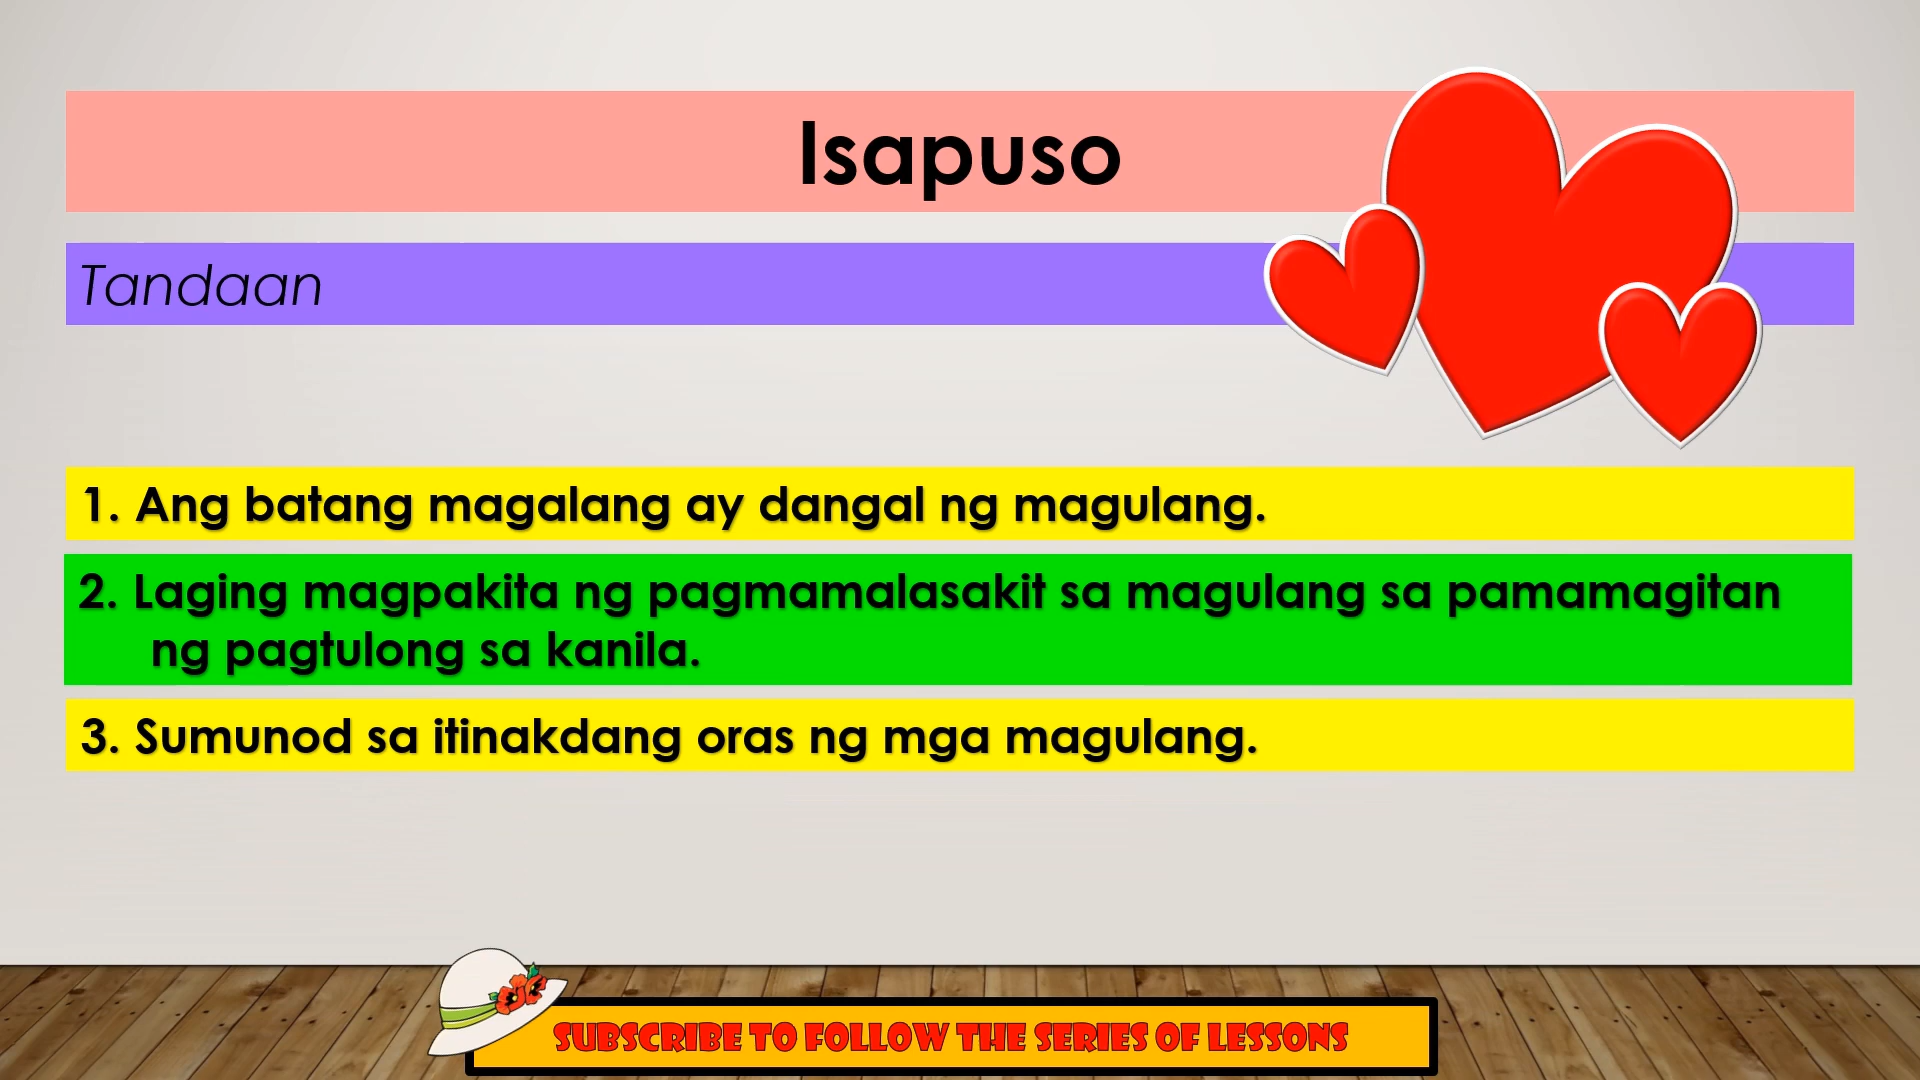 Isapuso
Tandaan
1. Ang batang magalang ay dangal ng magulang.
2. Laging magpakita ng pagmamalasakit sa magulang sa pamamagitan
ng pagtulong sa kanila.
3. Sumunod sa itinakdang oras ng mga magulang.
SUBSCRIBE TO FOLLOW THE SERIES OF LESSONS